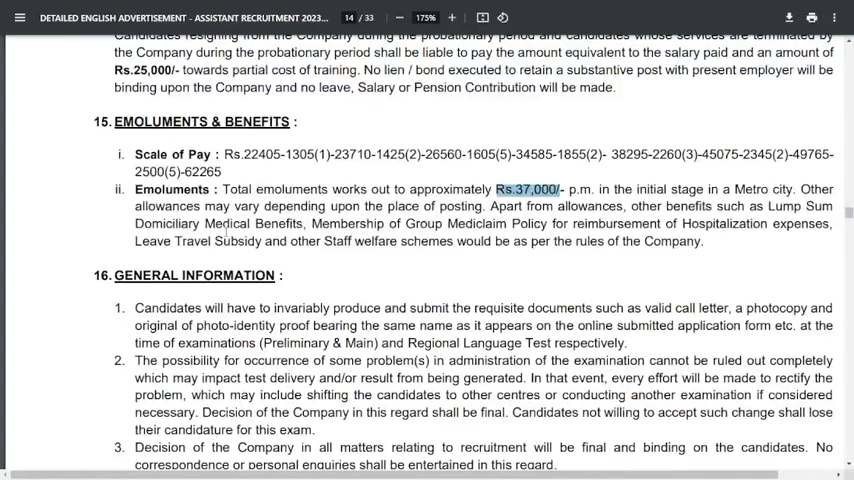 DETAILED ENGLISH ADVERTISEMENT - ASSISTANT RECRUITMENT 2023... 14 / 33 175%
Candidates resigning from the Company during the probationary period and candidates whose services are terminated by
the Company during the probationary period shall be liable to pay the amount equivalent to the salary paid and an amount of
Rs.25,000/- towards partial cost of training. No lien / bond executed to retain a substantive post with present employer will be
binding upon the Company and no leave, Salary or Pension Contribution will be made.
15. EMOLUMENTS & BENEFITS :
i. Scale of Pay : Rs.22405-1305(1)-23710-1425(2)-26560-1605(5)-34585-1855(2)- 38295-2260(3)-45075-2345(2)-49765-
2500(5)-62265
ii. Emoluments : Total emoluments works out to approximately Rs.37,000/- p.m. in the initial stage in a Metro city. Other
allowances may vary depending upon the place of posting. Apart from allowances, other benefits such as Lump Sum
Domiciliary Medical Benefits, Membership of Group Mediclaim Policy for reimbursement of Hospitalization expenses,
Leave Travel Subsidy and other Staff welfare schemes would be as per the rules of the Company.
16. GENERAL INFORMATION :
1. Candidates will have to invariably produce and submit the requisite documents such as valid call letter, a photocopy and
original of photo-identity proof bearing the same name as it appears on the online submitted application form etc. at the
time of examinations (Preliminary & Main) and Regional Language Test respectively.
2. The possibility for occurrence of some problem(s) in administration of the examination cannot be ruled out completely
which may impact test delivery and/or result from being generated. In that event, every effort will be made to rectify the
problem, which may include shifting the candidates to other centres or conducting another examination if considered
necessary. Decision of the Company in this regard shall be final. Candidates not willing to accept such change shall lose
their candidature for this exam.
3. Decision of the Company in all matters relating to recruitment will be final and binding on the candidates. No
correspondence or personal enquiries shall be entertained in this regard.